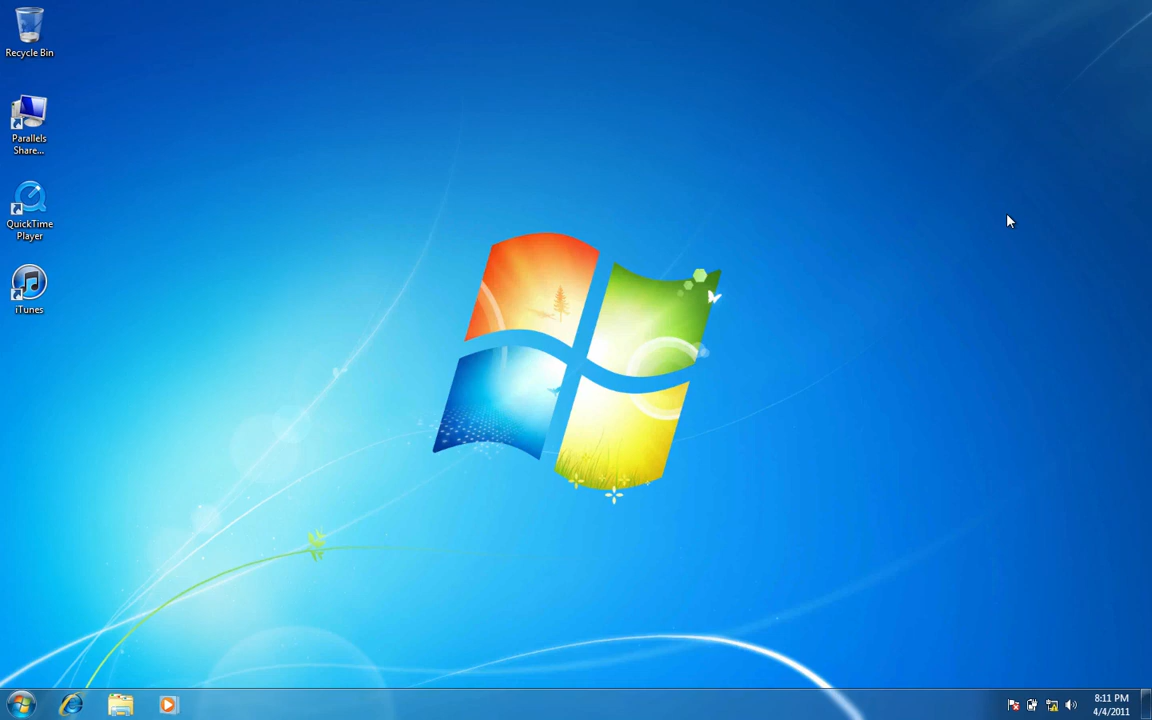 Recycle Bin
Parallels
Share...
QuickTime
Player
iTunes
8:11 PM
4/4/2011